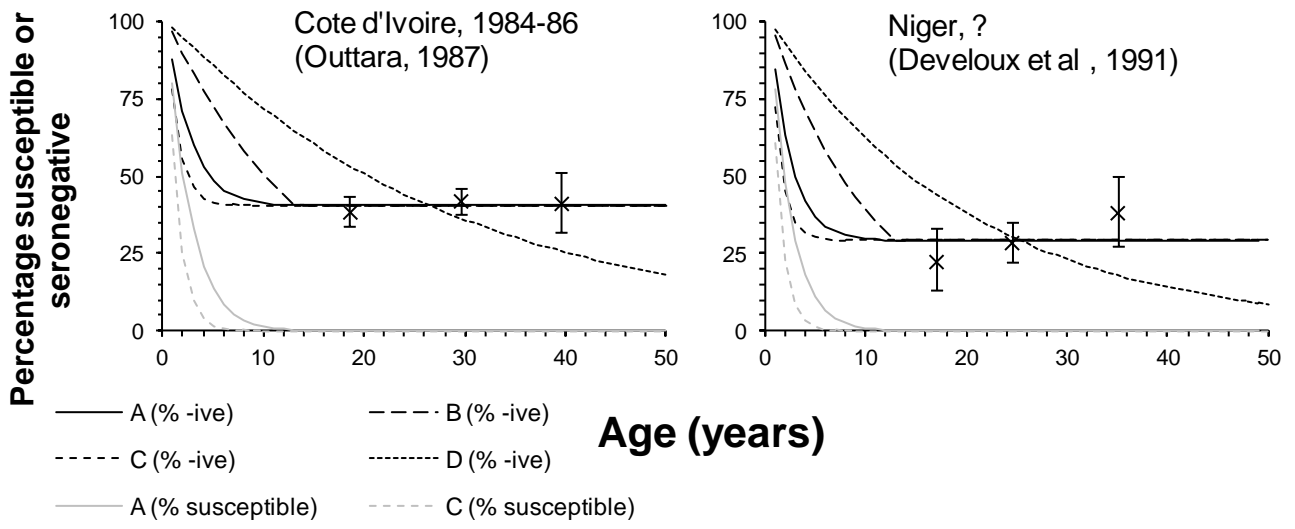 Percentage susceptible or
seronegative
Cote d'Ivoire, 1984-86
(Outtara, 1987)
100
75
50
25
0
0 10 20 30 40 50
Niger, ?
(Develoux et al , 1991)
100
75
50
25
0
0 10 20 30 40 50
Age (years)
A (% -ive)
B (% -ive)
C (% -ive)
D (% -ive)
A (% susceptible)
C (% susceptible)